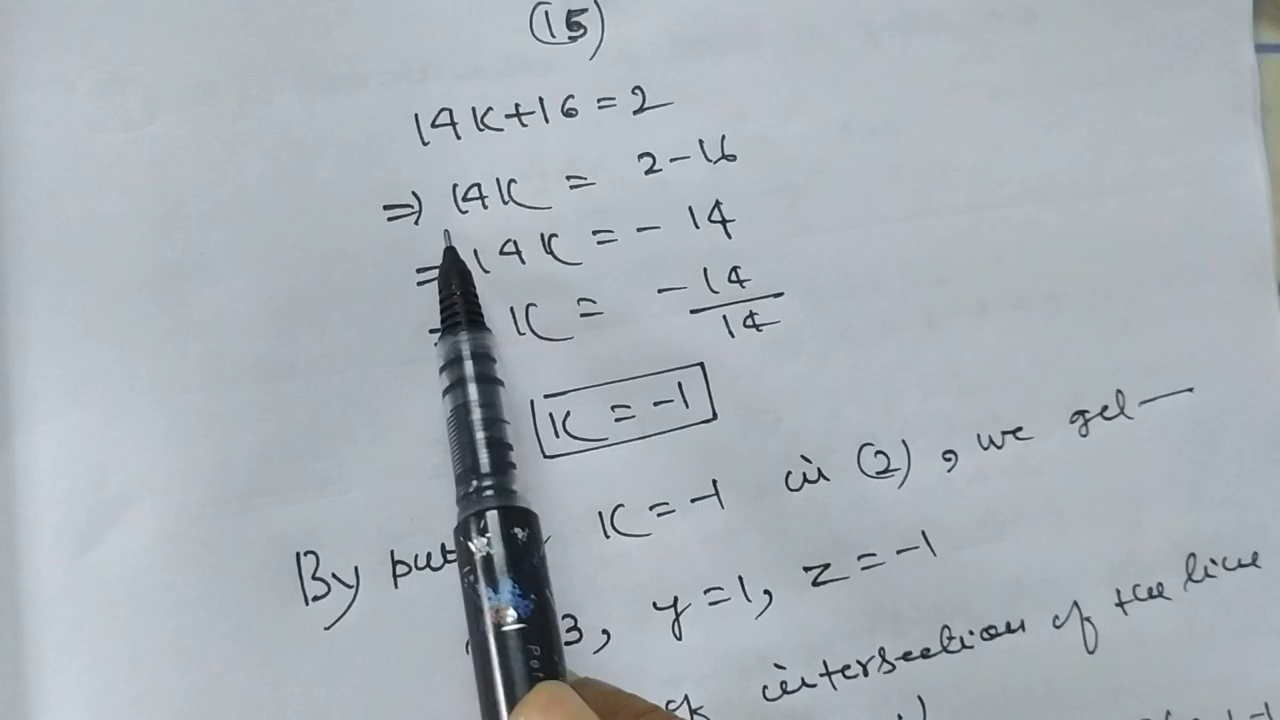 (15)
14K+16=2
⇒ 14K = 2-16
14K = - 14
K = -14/14
K = -1
By K = -1 in (2), we get —
3, y=1, z=-1
intersection of the line